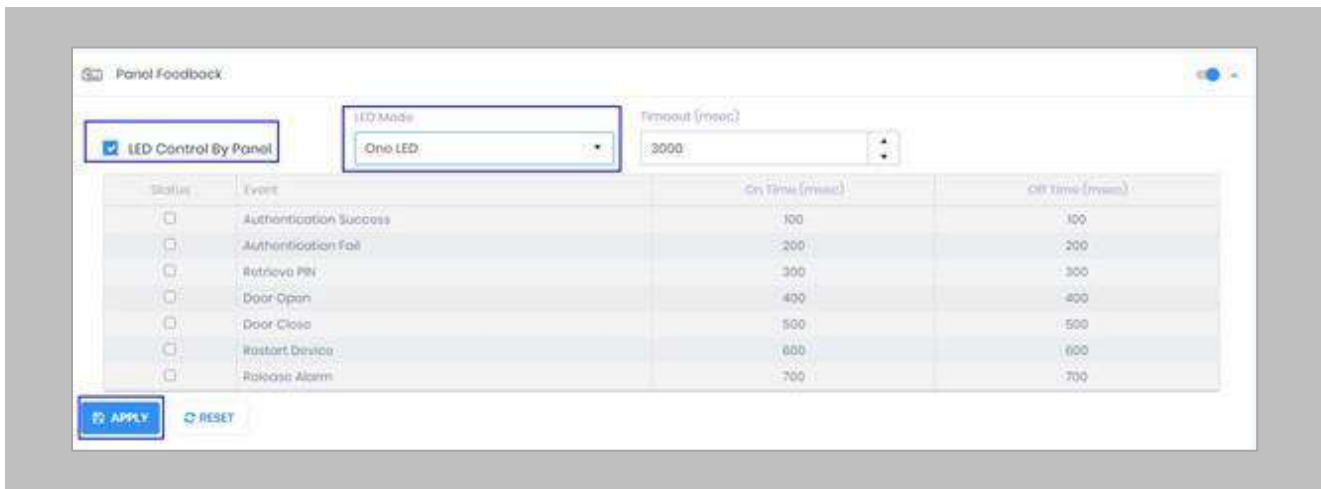 Panel Feedback
LED Mode
Timeout (msec)
LED Control By Panel
One LED
3000
Status Event On Time (msec) Off Time (msec)
Authentication Success 100 100
Authentication Fail 200 200
Retrieve PIN 300 300
Door Open 400 400
Door Close 500 500
Restart Device 600 600
Release Alarm 700 700
APPLY RESET